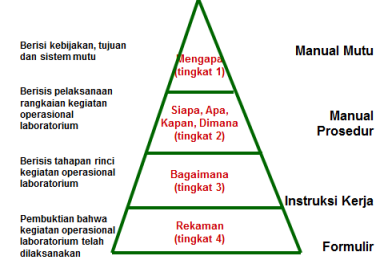 Berisi kebijakan, tujuan
dan sistem mutu
Mengapa
(tingkat 1)
Manual Mutu
Berisis pelaksanaan
rangkaian kegiatan
operasional
laboratorium
Siapa, Apa,
Kapan, Dimana
(tingkat 2)
Manual
Prosedur
Berisis tahapan rinci
kegiatan operasional
laboratorium
Bagaimana
(tingkat 3)
Instruksi Kerja
Pembuktian bahwa
kegiatan operasional
laboratorium telah
dilaksanakan
Rekaman
(tingkat 4)
Formulir